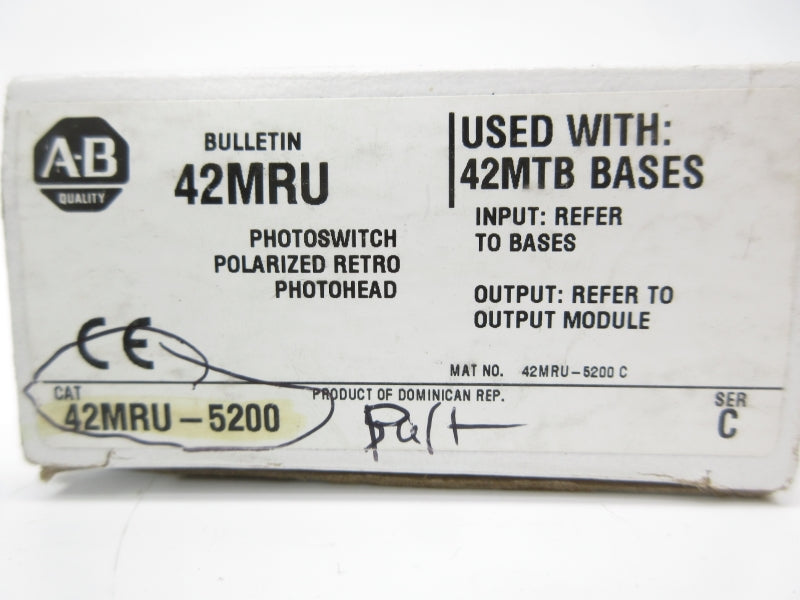 A-B
QUALITY
BULLETIN
42MRU
PHOTOSWITCH
POLARIZED RETRO
PHOTOHEAD
USED WITH:
42MTB BASES
INPUT: REFER
TO BASES
OUTPUT: REFER TO
OUTPUT MODULE
CE
MAT NO. 42MRU-5200 C
CAT
42MRU-5200
PRODUCT OF DOMINICAN REP.
SER
C